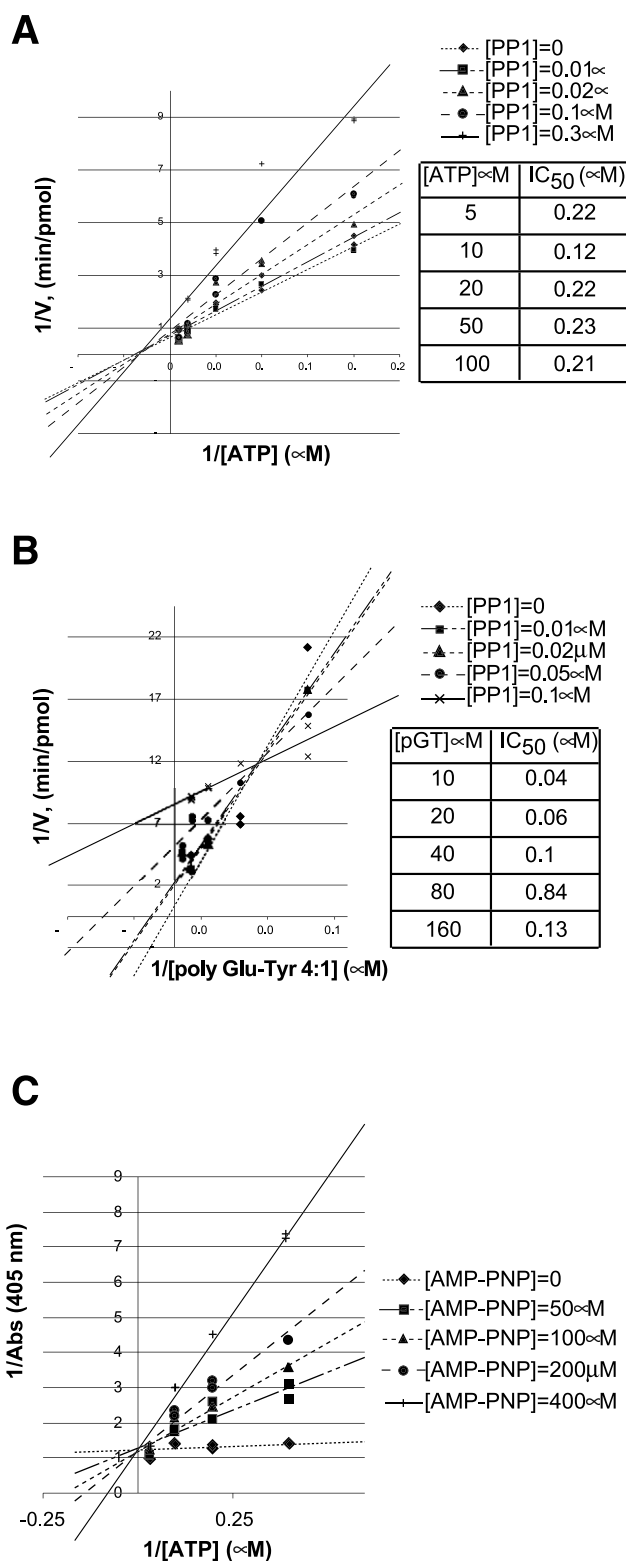 A
[PP1]=0
[PP1]=0.01∝
[PP1]=0.02∝
[PP1]=0.1∝M
[PP1]=0.3∝M
9
7
5
3
1
-
-
-
0
0.0
0.
0.
0.2
1/V, (min/pmol)
1/[ATP] (∝M)
[ATP]∝M IC50 (∝M)
5 0.22
10 0.12
20 0.22
50 0.23
100 0.21
B
[PP1]=0
[PP1]=0.01∝M
[PP1]=0.02µM
[PP1]=0.05∝M
[PP1]=0.1∝M
22
17
12
7
2
-
-
-
-
0.0
0.0
0.1
1/V, (min/pmol)
1/[poly Glu-Tyr 4:1] (∝M)
[pGT]∝M IC50 (∝M)
10 0.04
20 0.06
40 0.1
80 0.84
160 0.13
C
9
8
7
6
5
4
3
2
1
0
-0.25 0.25
1/Abs (405 nm)
1/[ATP] (∝M)
[AMP-PNP]=0
[AMP-PNP]=50∝M
[AMP-PNP]=100∝M
[AMP-PNP]=200µM
[AMP-PNP]=400∝M